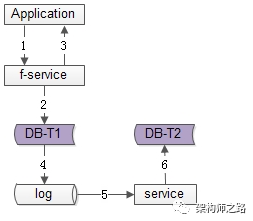 Application
1
3
f-service
2
DB-T1
DB-T2
4
6
log
5
service
架构师之路